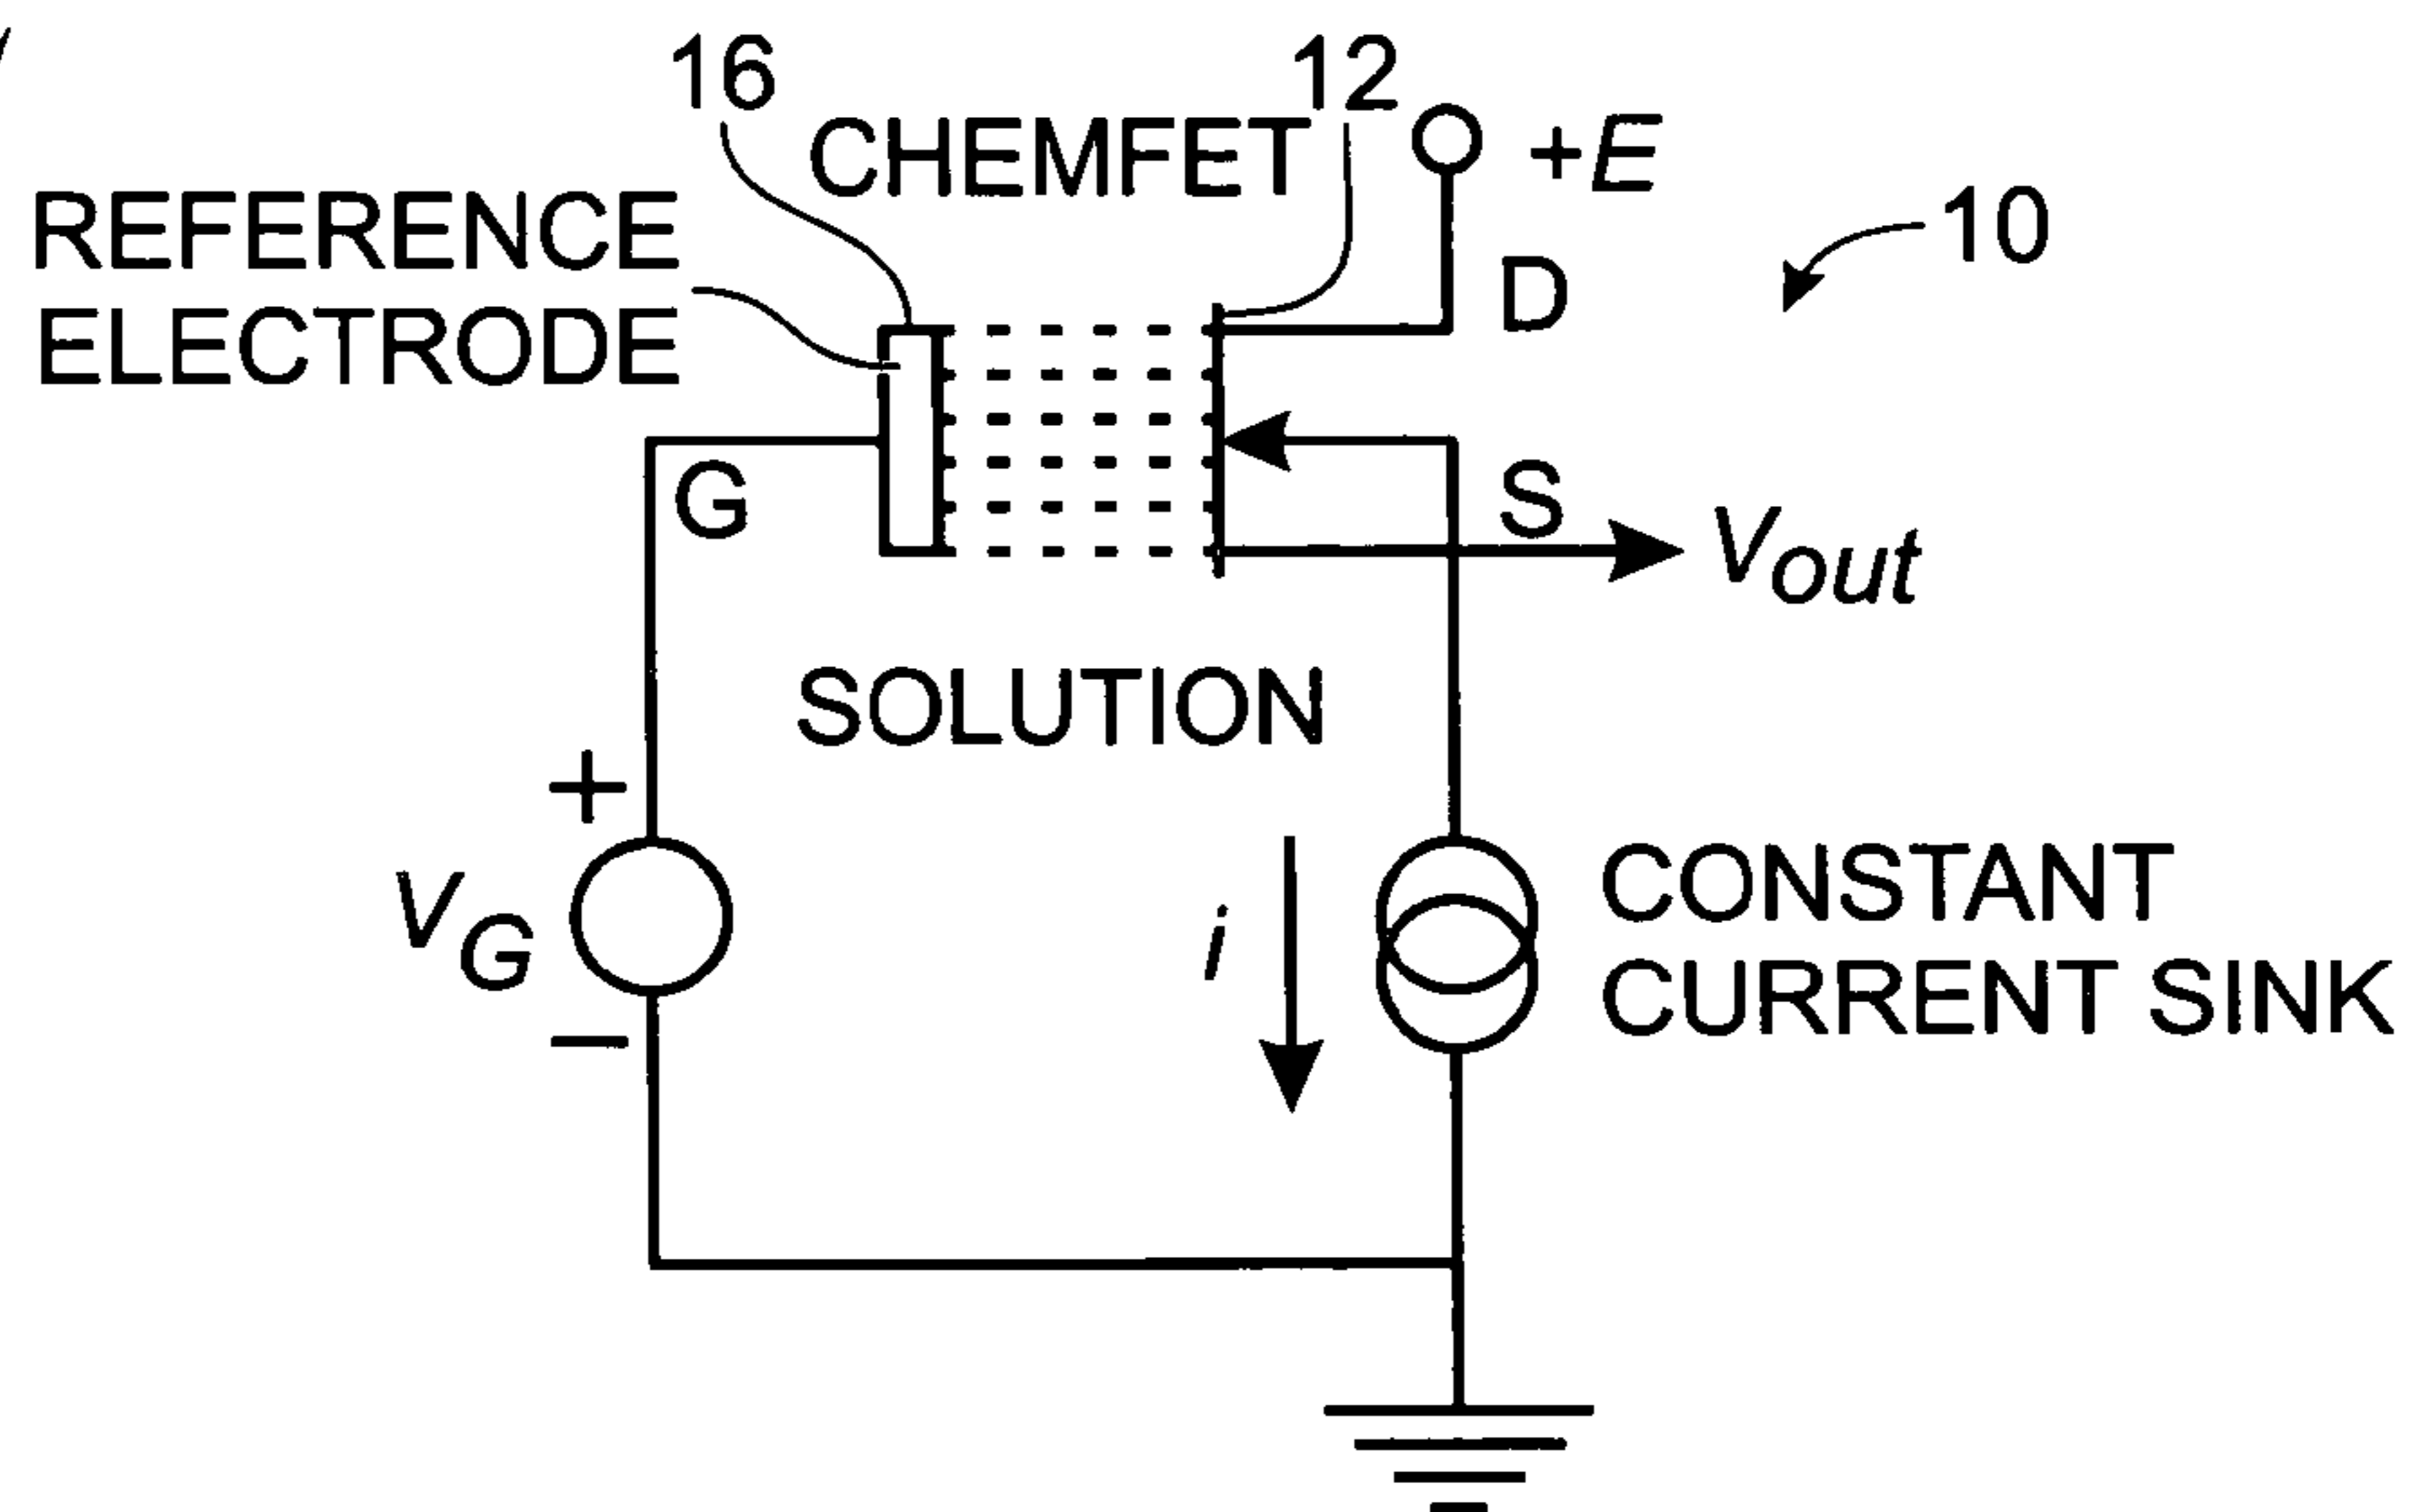 16
12
CHEMFET
+E
REFERENCE
ELECTRODE
10
D
G
S
Vout
SOLUTION
+
VG
−
i
CONSTANT
CURRENT SINK